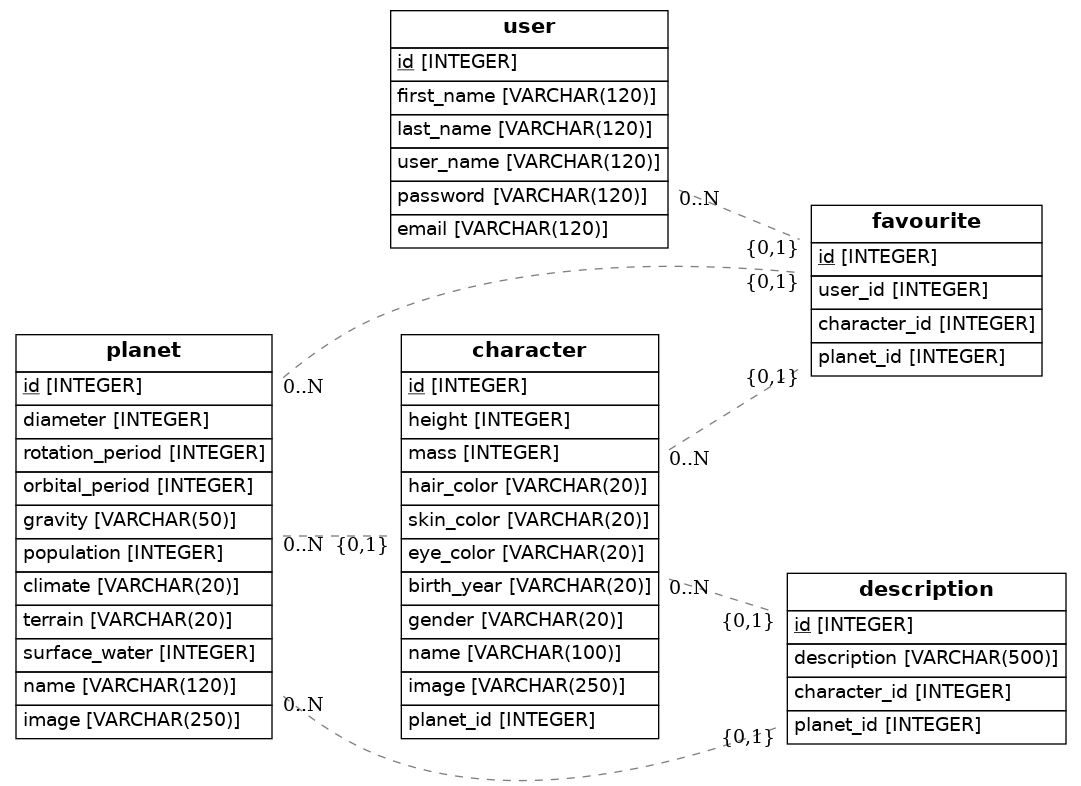 user
id [INTEGER]
first_name [VARCHAR(120)]
last_name [VARCHAR(120)]
user_name [VARCHAR(120)]
password [VARCHAR(120)]
email [VARCHAR(120)]
0..N
{0,1}
{0,1}
favourite
id [INTEGER]
user_id [INTEGER]
character_id [INTEGER]
planet_id [INTEGER]
{0,1}
planet
id [INTEGER]
diameter [INTEGER]
rotation_period [INTEGER]
orbital_period [INTEGER]
gravity [VARCHAR(50)]
population [INTEGER]
climate [VARCHAR(20)]
terrain [VARCHAR(20)]
surface_water [INTEGER]
name [VARCHAR(120)]
image [VARCHAR(250)]
0..N
0..N {0,1}
0..N
character
id [INTEGER]
height [INTEGER]
mass [INTEGER]
hair_color [VARCHAR(20)]
skin_color [VARCHAR(20)]
eye_color [VARCHAR(20)]
birth_year [VARCHAR(20)]
gender [VARCHAR(20)]
name [VARCHAR(100)]
image [VARCHAR(250)]
planet_id [INTEGER]
0..N
0..N
{0,1}
{0,1}
description
id [INTEGER]
description [VARCHAR(500)]
character_id [INTEGER]
planet_id [INTEGER]